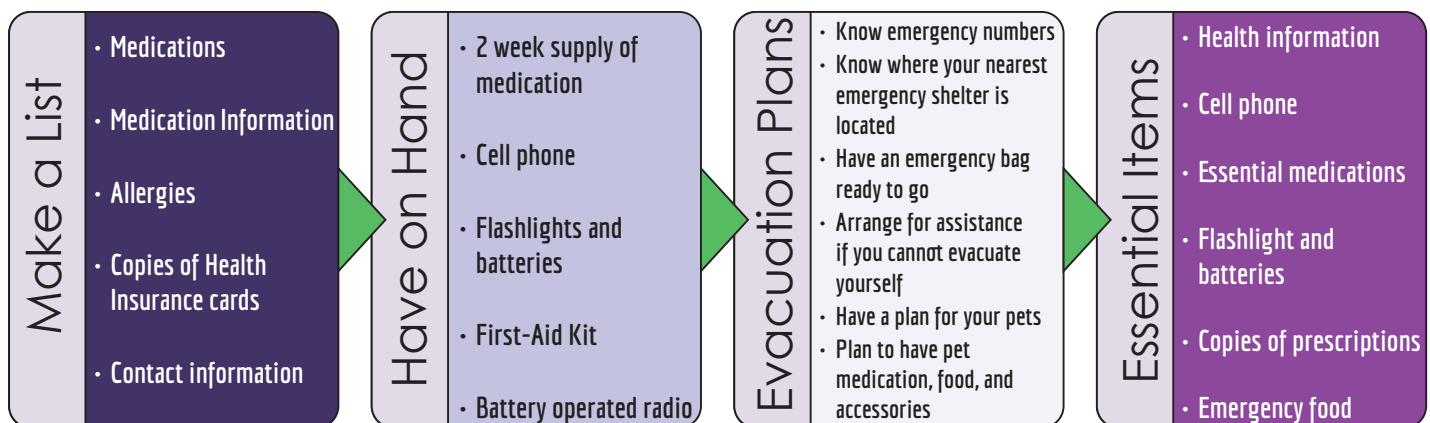 Make a List
• Medications
• Medication Information
• Allergies
• Copies of Health
Insurance cards
• Contact information
Have on Hand
• 2 week supply of
medication
• Cell phone
• Flashlights and
batteries
• First-Aid Kit
• Battery operated radio
Evacuation Plans
• Know emergency numbers
• Know where your nearest
emergency shelter is
located
• Have an emergency bag
ready to go
• Arrange for assistance
if you cannot evacuate
yourself
• Have a plan for your pets
• Plan to have pet
medication, food, and
accessories
Essential Items
• Health information
• Cell phone
• Essential medications
• Flashlight and
batteries
• Copies of prescriptions
• Emergency food